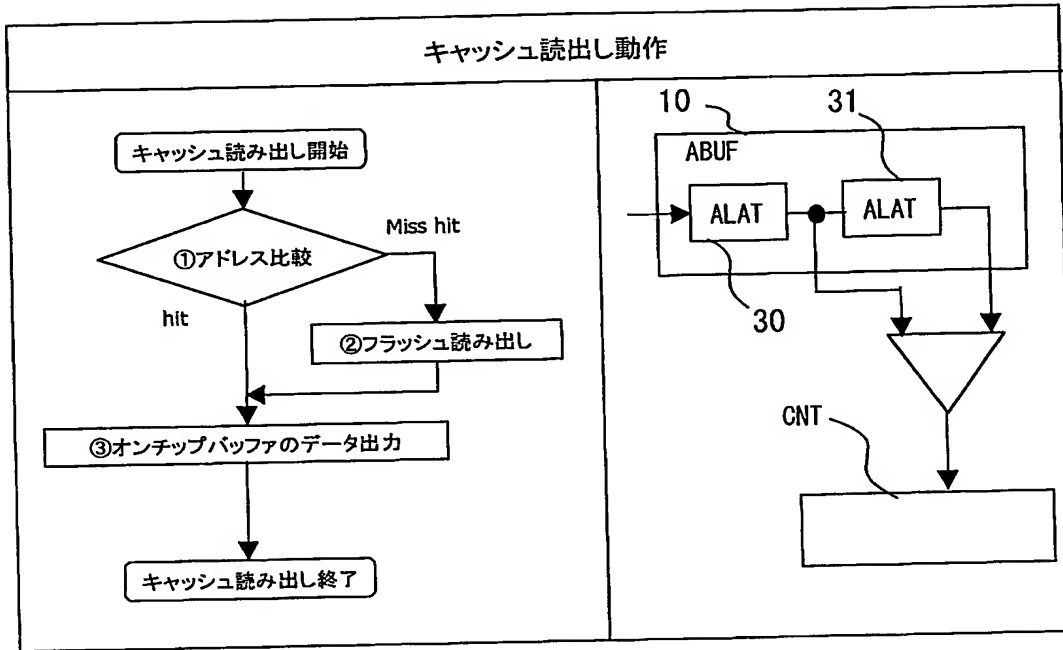 キャッシュ読出し動作
キャッシュ読み出し開始
①アドレス比較
Miss hit
hit
②フラッシュ読み出し
③オンチップバッファのデータ出力
キャッシュ読み出し終了
10
31
ABUF
ALAT
ALAT
30
CNT